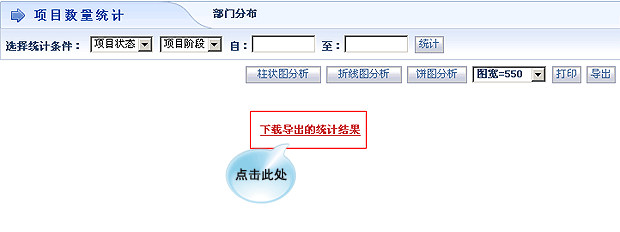 项目数量统计 部门分布
选择统计条件： 项目状态 项目阶段 自： 至： 统计
柱状图分析 折线图分析 饼图分析 图宽=550 打印 导出
下载导出的统计结果
点击此处